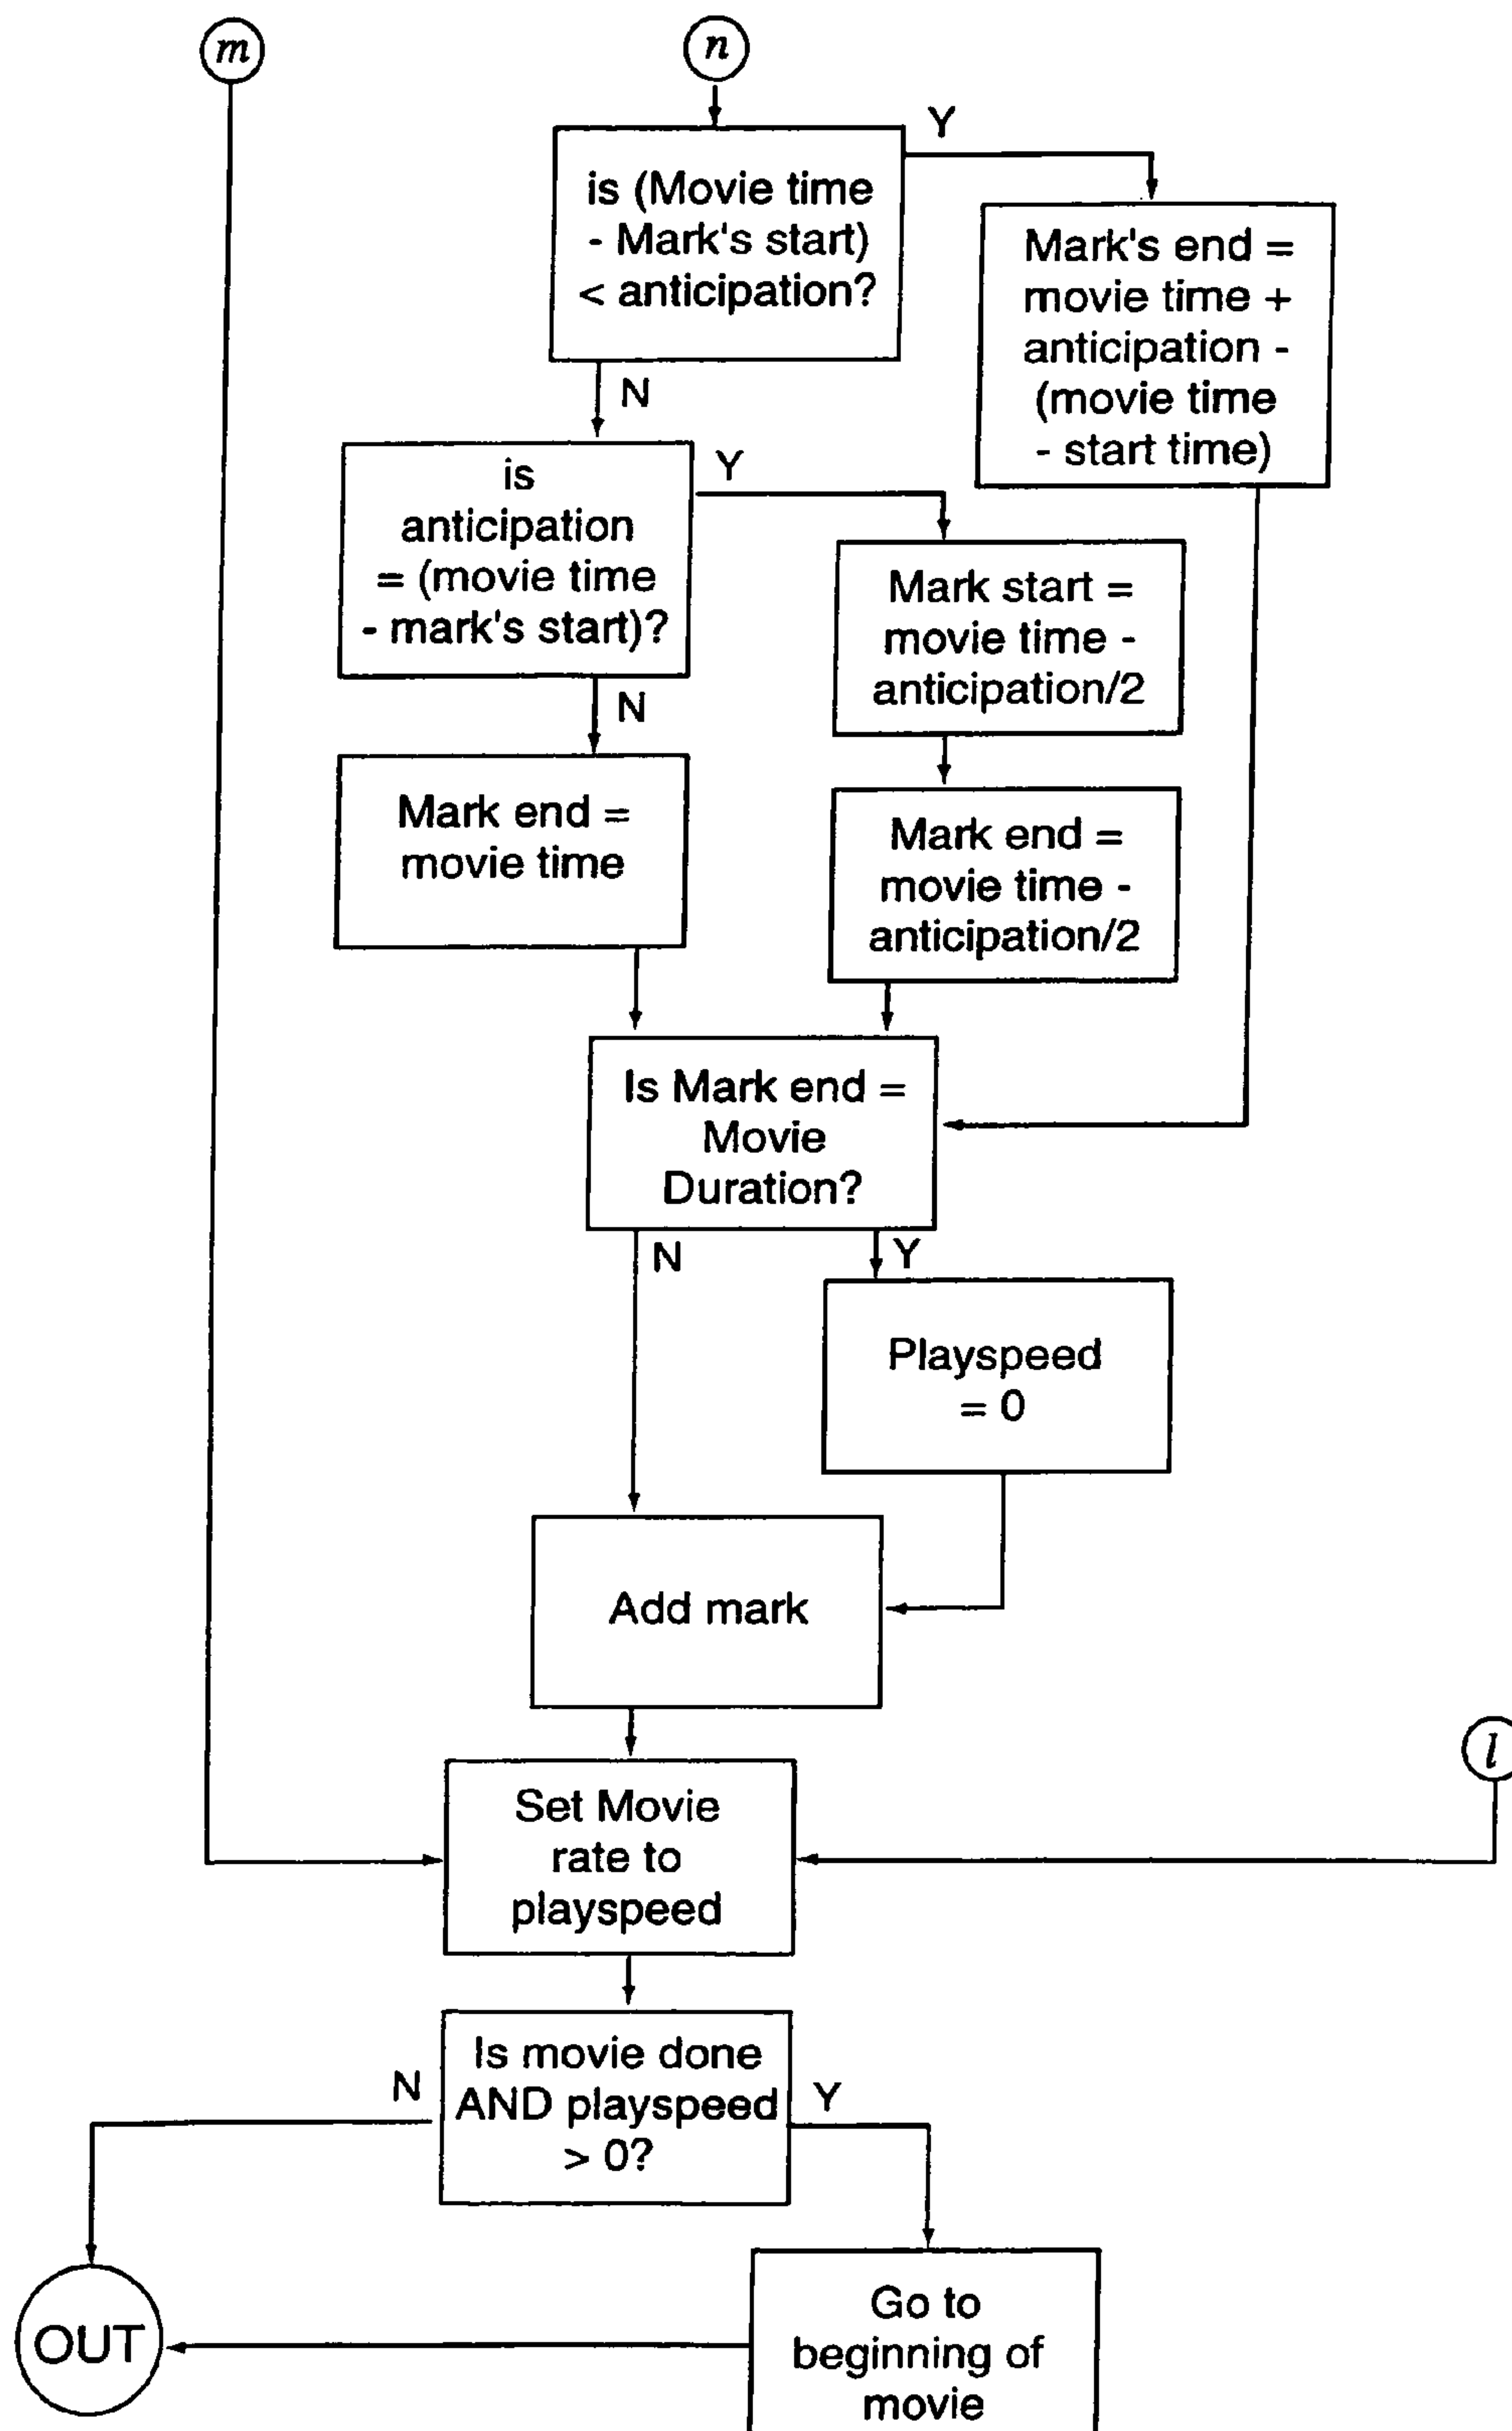 m
n
Y
is (Movie time
- Mark's start)
< anticipation?
Mark's end =
movie time +
anticipation -
(movie time
- start time)
N
is
anticipation
= (movie time
- mark's start)?
Y
Mark start =
movie time -
anticipation/2
N
Mark end =
movie time
Mark end =
movie time -
anticipation/2
Is Mark end =
Movie
Duration?
N
Y
Playspeed
= 0
Add mark
l
Set Movie
rate to
playspeed
Is movie done
AND playspeed
> 0?
N
Y
Go to
beginning of
movie
OUT